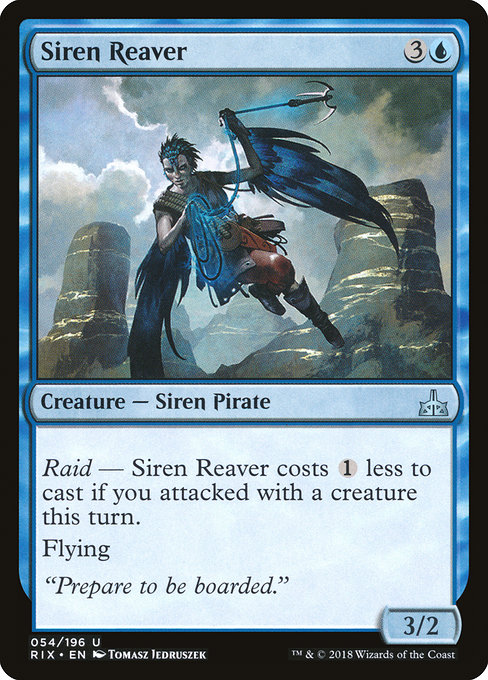 Siren Reaver 3
Creature — Siren Pirate
Raid — Siren Reaver costs 1 less to
cast if you attacked with a creature
this turn.
Flying
“Prepare to be boarded.”
3/2
054/196 U
RIX • EN Tomasz Jedruszek
™ & © 2018 Wizards of the Coast